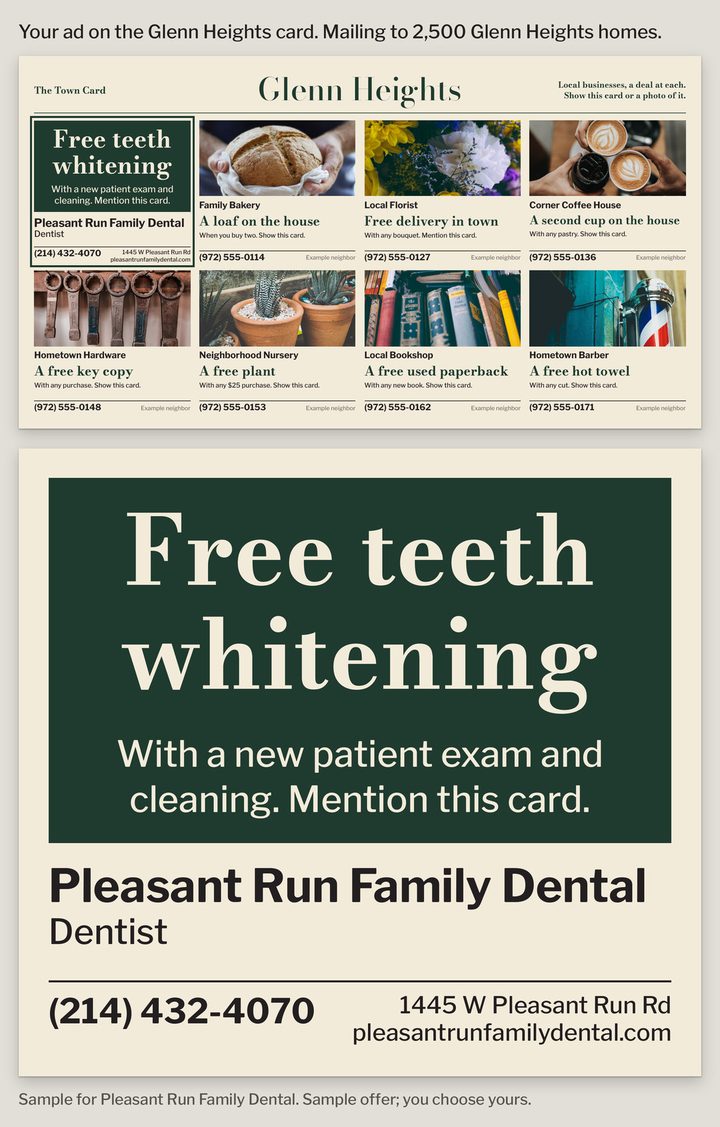 Your ad on the Glenn Heights card. Mailing to 2,500 Glenn Heights homes.
The Town Card
Glenn Heights
Local businesses, a deal at each.
Show this card or a photo of it.
Free teeth
whitening
With a new patient exam and
cleaning. Mention this card.
Pleasant Run Family Dental
Dentist
(214) 432-4070
1445 W Pleasant Run Rd
pleasantrunfamilydental.com
Family Bakery
A loaf on the house
When you buy two. Show this card.
(972) 555-0114
Example neighbor
Local Florist
Free delivery in town
With any bouquet. Mention this card.
(972) 555-0127
Example neighbor
Corner Coffee House
A second cup on the house
With any pastry. Show this card.
(972) 555-0136
Example neighbor
Hometown Hardware
A free key copy
With any purchase. Show this card.
(972) 555-0148
Example neighbor
Neighborhood Nursery
A free plant
With any $25 purchase. Show this card.
(972) 555-0153
Example neighbor
Local Bookshop
A free used paperback
With any new book. Show this card.
(972) 555-0162
Example neighbor
Hometown Barber
A free hot towel
With any cut. Show this card.
(972) 555-0171
Example neighbor
Free teeth
whitening
With a new patient exam and
cleaning. Mention this card.
Pleasant Run Family Dental
Dentist
(214) 432-4070
1445 W Pleasant Run Rd
pleasantrunfamilydental.com
Sample for Pleasant Run Family Dental. Sample offer; you choose yours.